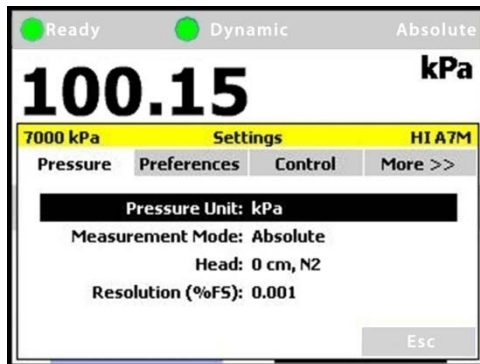 Ready Dynamic Absolute
100.15 kPa
7000 kPa Settings HI A7M
Pressure Preferences Control More >>
Pressure Unit: kPa
Measurement Mode: Absolute
Head: 0 cm, N2
Resolution (%FS): 0.001
Esc